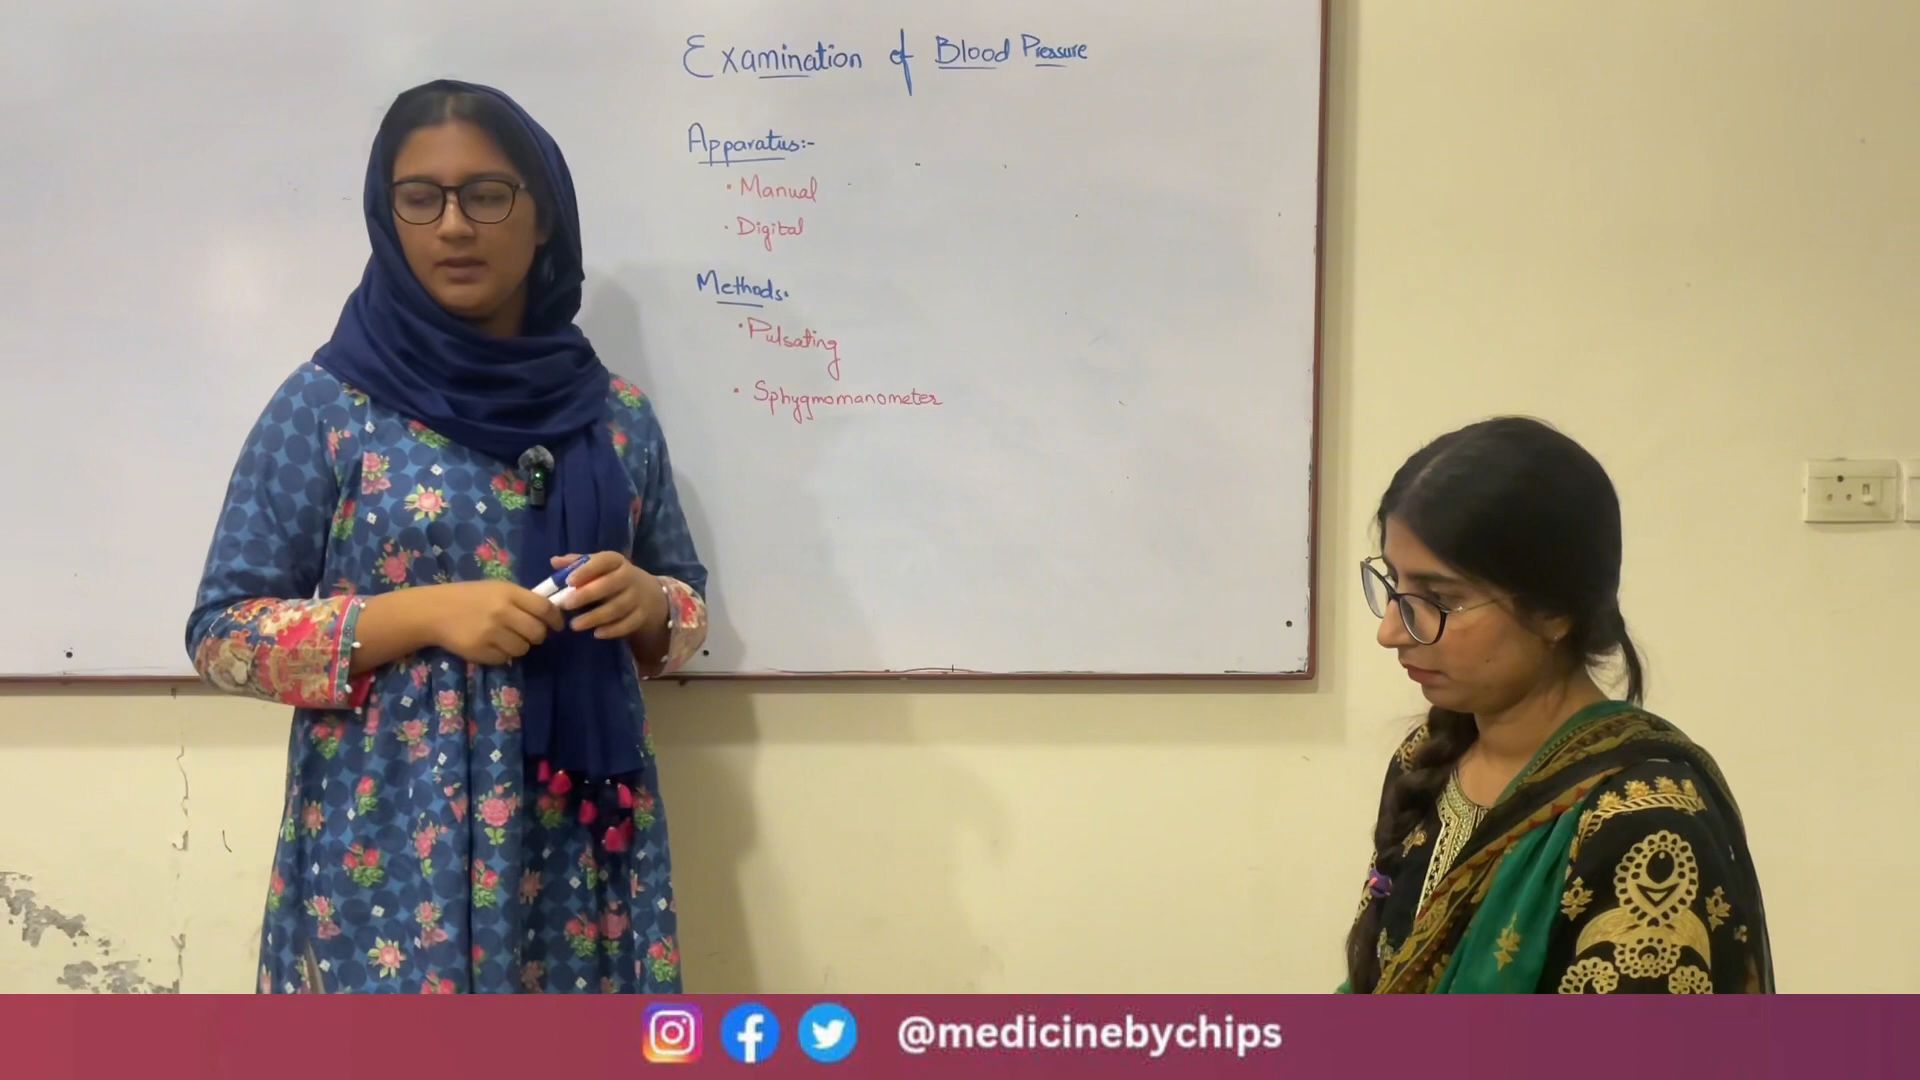 Examination of Blood Pressure
Apparatus:-
• Manual
• Digital
Methods.
• Pulsating
• Sphygmomanometer
@medicinebychips